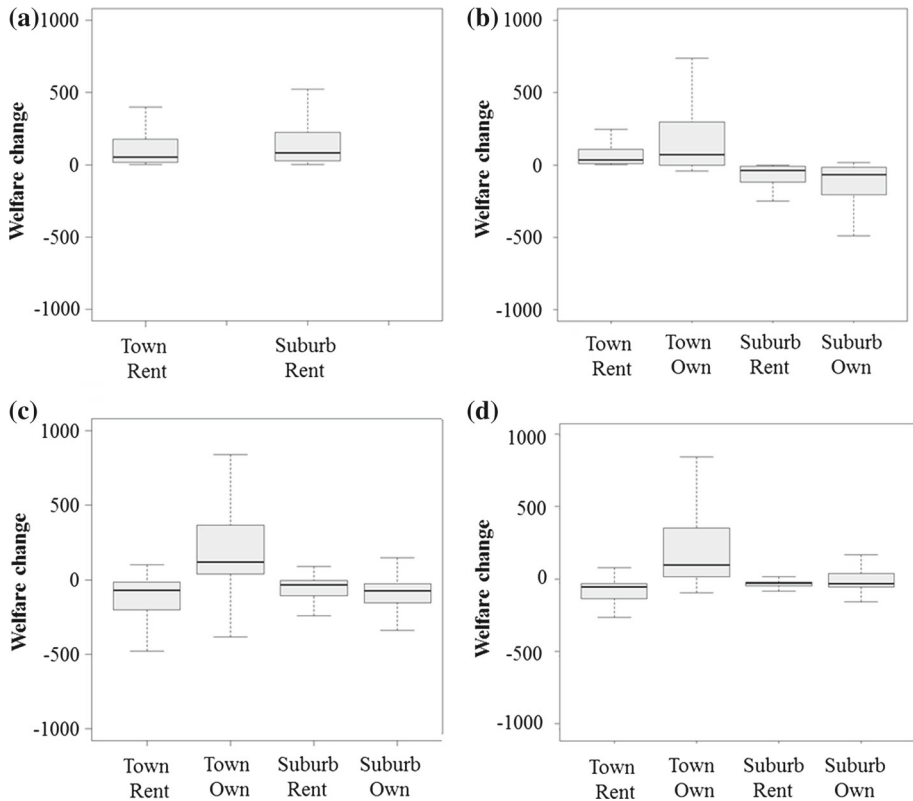 (a)
1000
500
0
-500
-1000
Welfare change
Town Suburb
Rent Rent
(b)
1000
500
0
-500
-1000
Welfare change
Town Town Suburb Suburb
Rent Own Rent Own
(c)
1000
500
0
-500
-1000
Welfare change
Town Town Suburb Suburb
Rent Own Rent Own
(d)
1000
500
0
-500
-1000
Welfare change
Town Town Suburb Suburb
Rent Own Rent Own